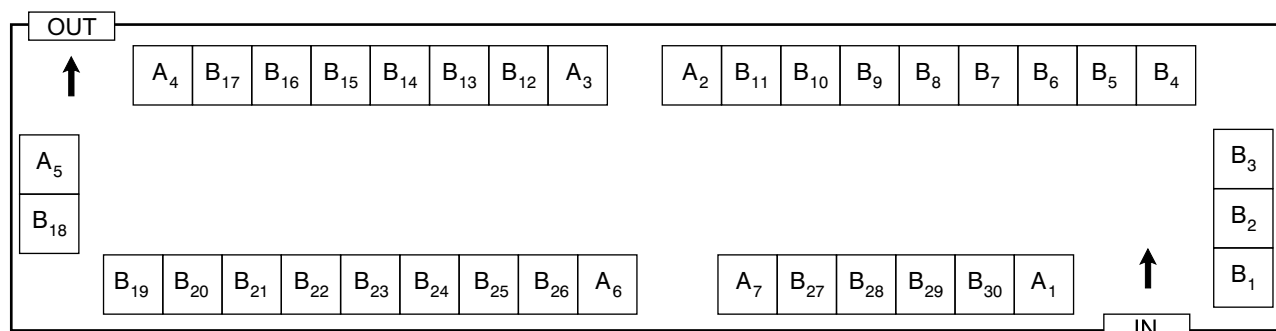 OUT
A4 B17 B16 B15 B14 B13 B12 A3 A2 B11 B10 B9 B8 B7 B6 B5 B4
A5
B18
B3
B2
B1
B19 B20 B21 B22 B23 B24 B25 B26 A6 A7 B27 B28 B29 B30 A1
IN